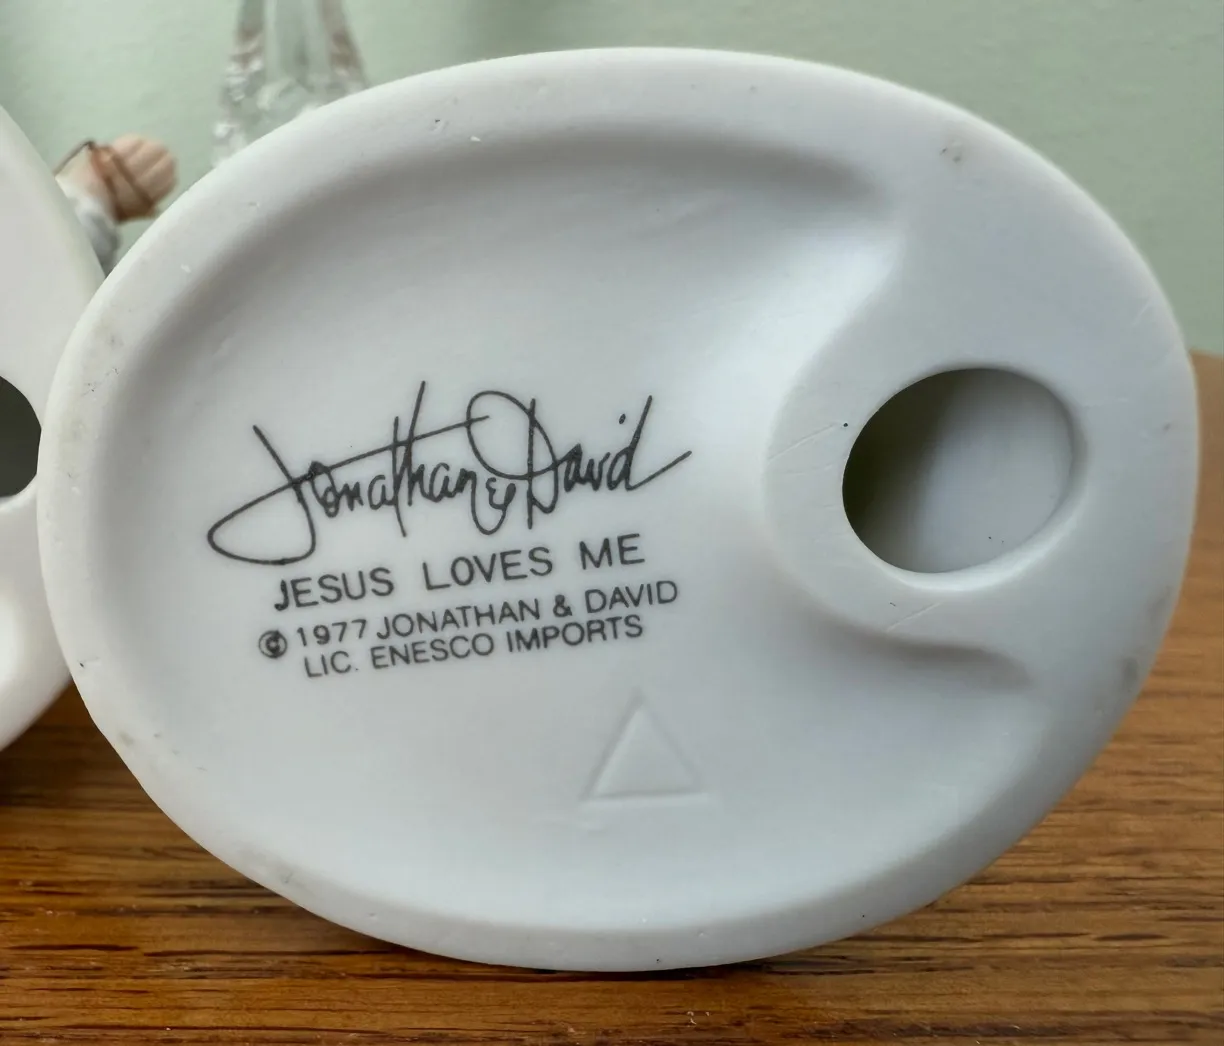 Jonathan & David
JESUS LOVES ME
© 1977 JONATHAN & DAVID
LIC. ENESCO IMPORTS